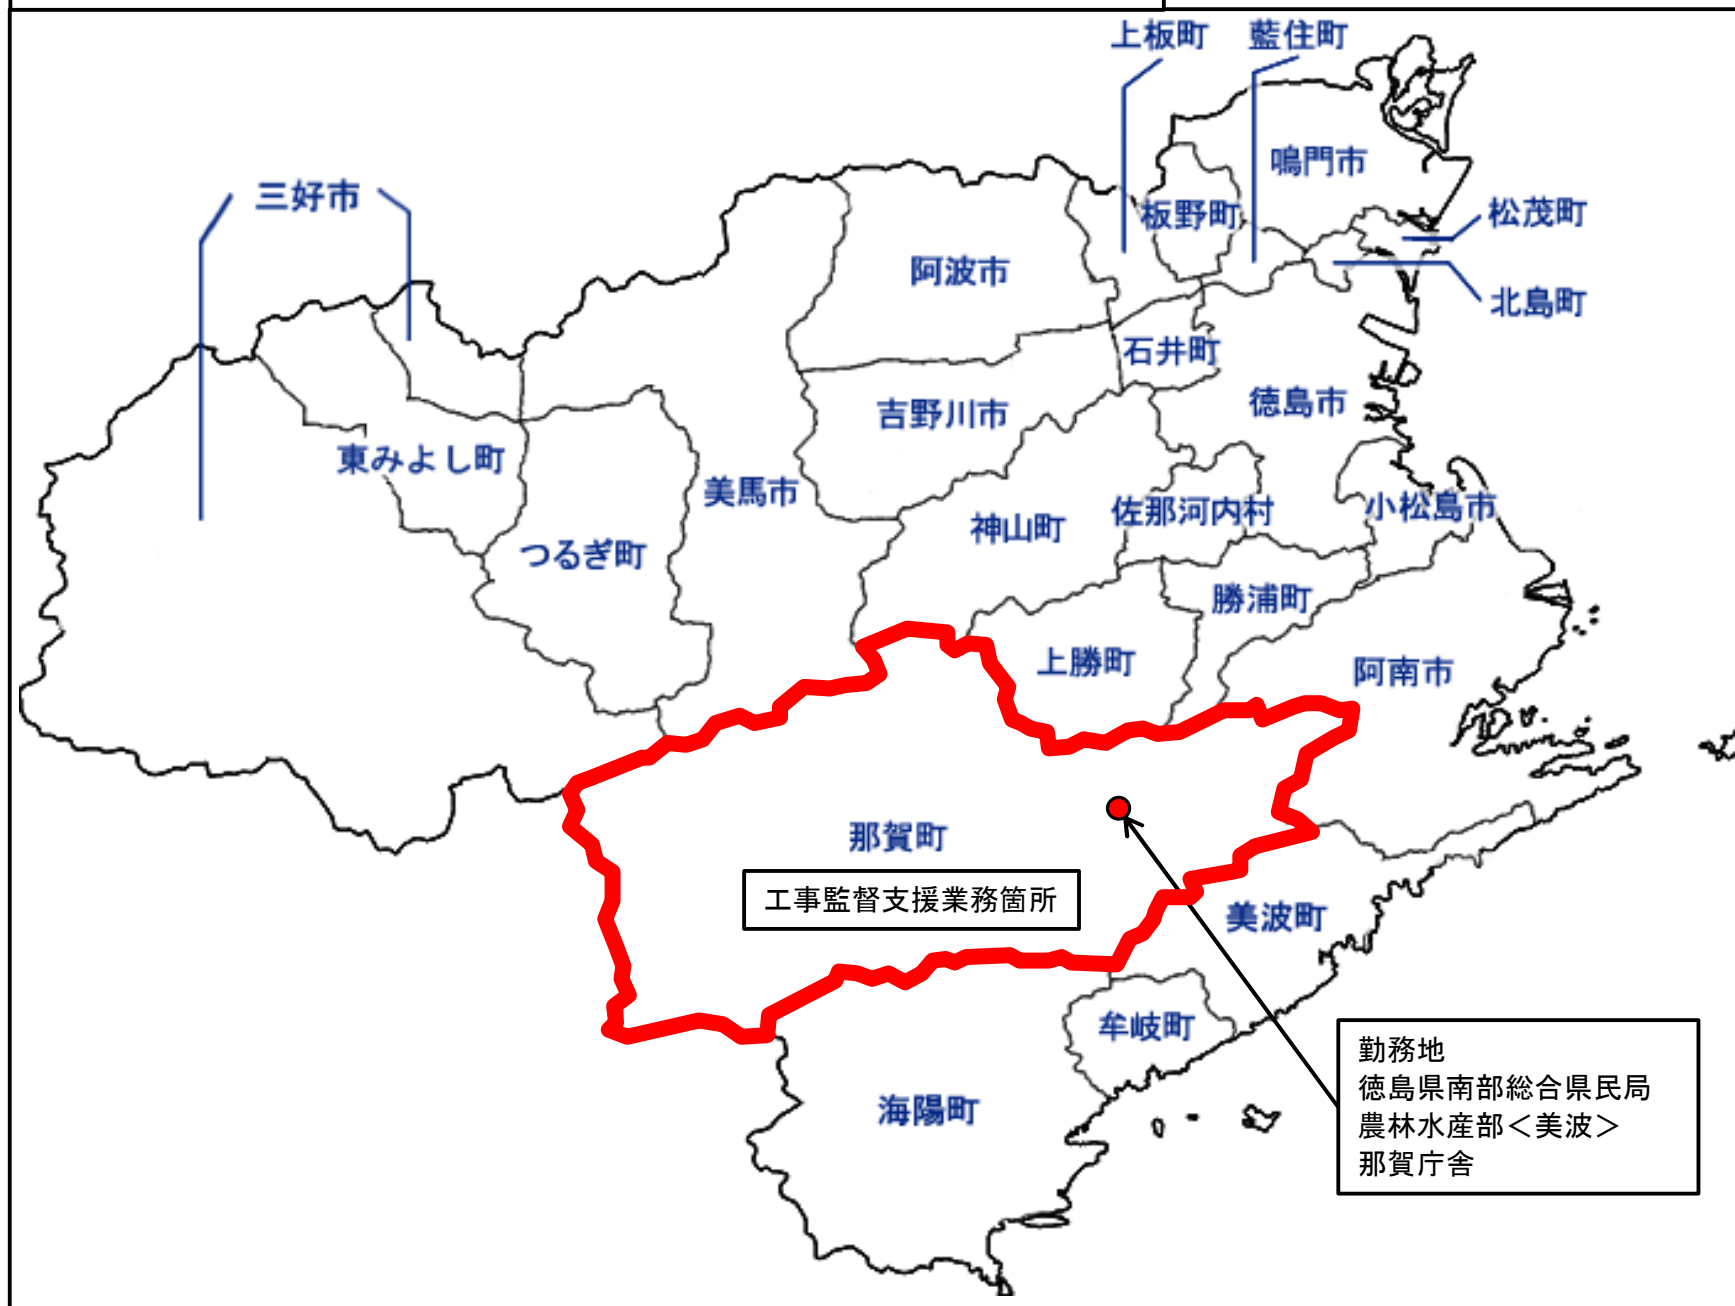 上板町
藍住町
鳴門市
三好市
板野町
松茂町
阿波市
北島町
石井町
徳島市
吉野川市
東みよし町
美馬市
佐那河内村
小松島市
神山町
つるぎ町
勝浦町
上勝町
阿南市
那賀町
工事監督支援業務箇所
美波町
牟岐町
海陽町
勤務地
徳島県南部総合県民局
農林水産部＜美波＞
那賀庁舎